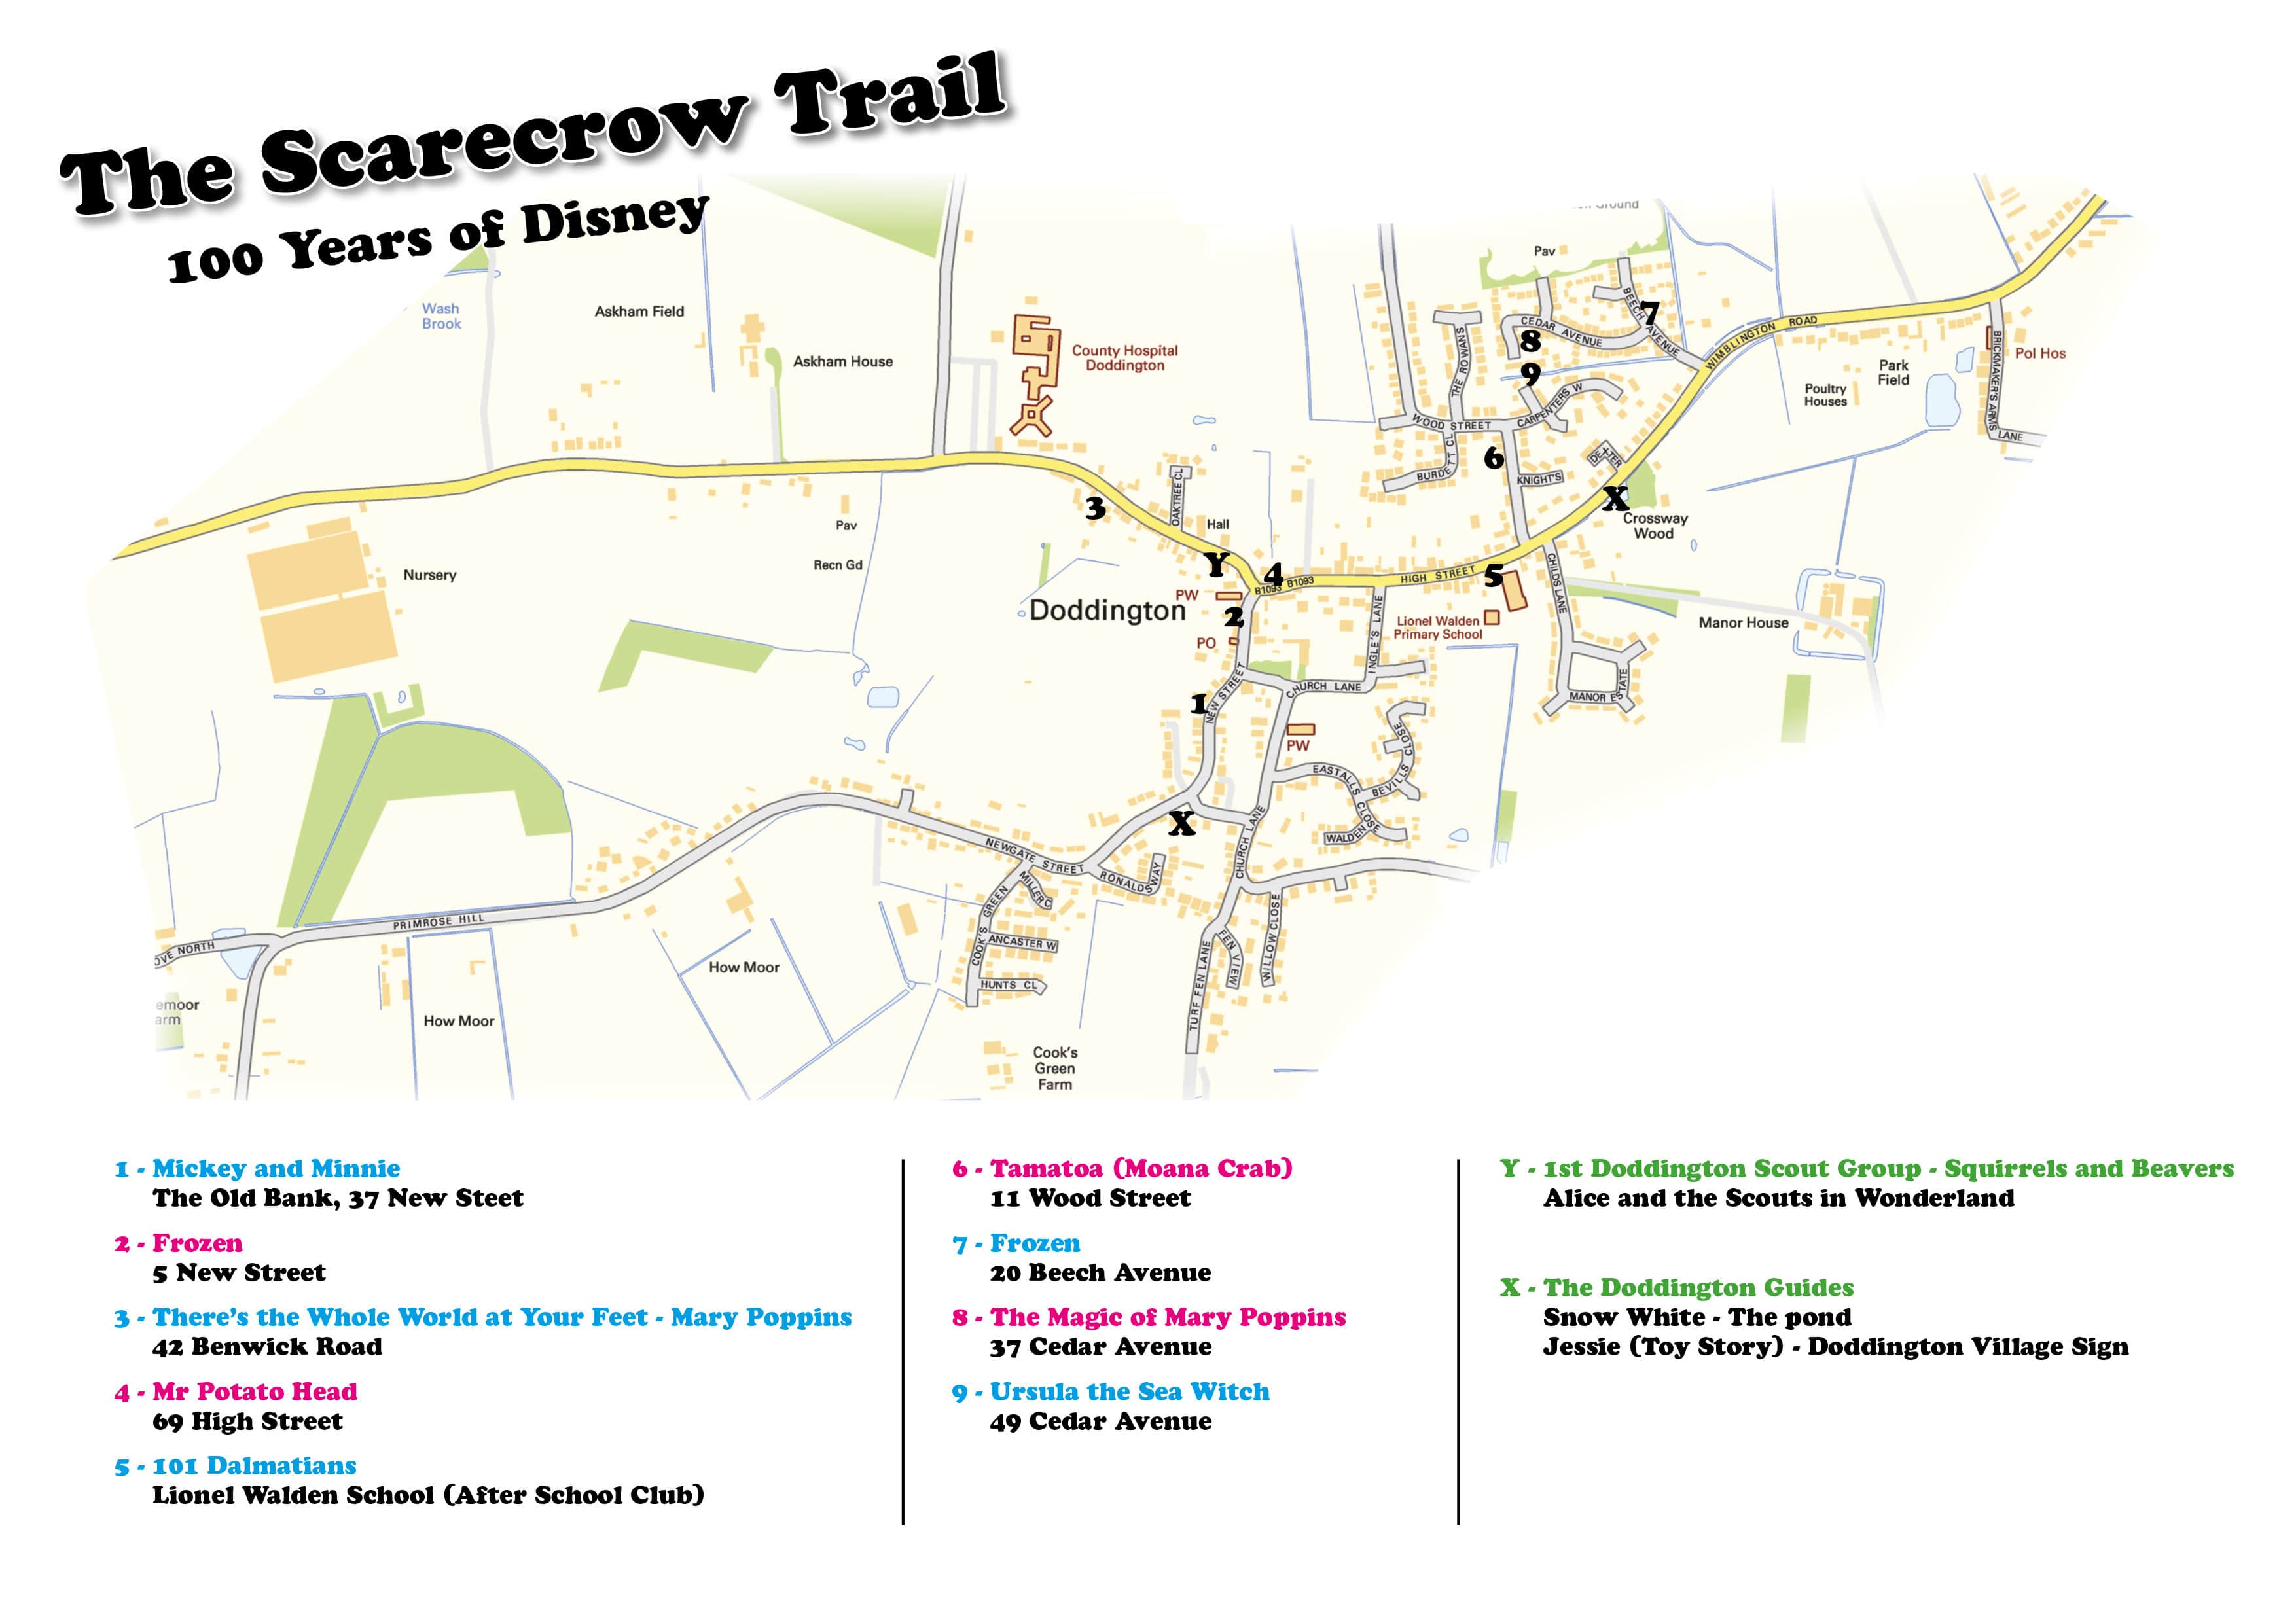 The Scarecrow Trail
100 Years of Disney
Wash
Brook
Askham Field
Askham House
County Hospital
Doddington
Pav
BEECH AVENUE
7
CEDAR AVENUE
8
9
THE ROWANS
WOOD STREET
CARPENTERS W
WIMBLINGTON ROAD
Park
Field
Poultry
Houses
Pol Hos
BRICKMAKER'S ARMS
LANE
6
BURDETT CL
KNIGHT'S
DEXTER
X
Crossway
Wood
3
OAKTREE CL
Hall
Pav
Recn Gd
Nursery
Y
4
B1093
B1093
HIGH STREET
5
CHILDS LANE
PW
2
Doddington
PO
INGLE'S LANE
Lionel Walden
Primary School
Manor House
MANOR ESTATE
1
NEW STREET
CHURCH LANE
PW
EASTALLS CLOSE
BEVILLS CLOSE
WALDEN
X
CHURCH LANE
NEWGATE STREET
RONALDSWAY
MILLER C
COOK'S GREEN
ANCASTER W
HUNTS CL
PRIMROSE HILL
OVE NORTH
emoor
arm
How Moor
How Moor
TURF FEN LANE
FEN VIEW
WILLOW CLOSE
Cook's
Green
Farm
1 - Mickey and Minnie
The Old Bank, 37 New Steet
2 - Frozen
5 New Street
3 - There's the Whole World at Your Feet - Mary Poppins
42 Benwick Road
4 - Mr Potato Head
69 High Street
5 - 101 Dalmatians
Lionel Walden School (After School Club)
6 - Tamatoa (Moana Crab)
11 Wood Street
7 - Frozen
20 Beech Avenue
8 - The Magic of Mary Poppins
37 Cedar Avenue
9 - Ursula the Sea Witch
49 Cedar Avenue
Y - 1st Doddington Scout Group - Squirrels and Beavers
Alice and the Scouts in Wonderland
X - The Doddington Guides
Snow White - The pond
Jessie (Toy Story) - Doddington Village Sign